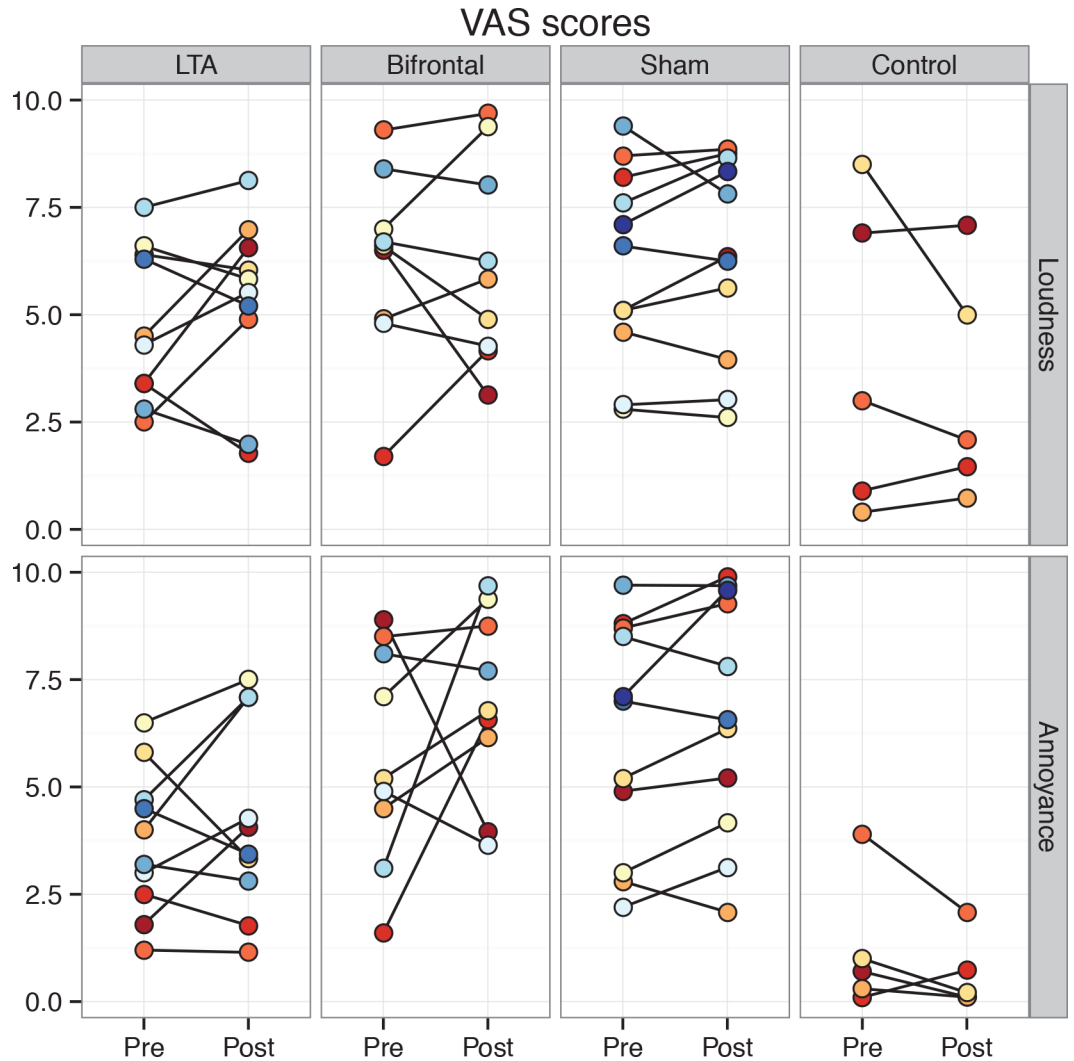 VAS scores
LTA Bifrontal Sham Control
10.0
7.5
5.0
2.5
0.0
Loudness
10.0
7.5
5.0
2.5
0.0
Annoyance
Pre Post Pre Post Pre Post Pre Post